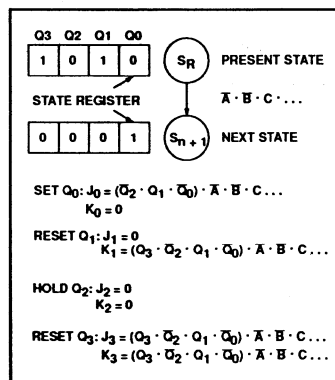 Q3 Q2 Q1 Q0
1 0 1 0
S_R
PRESENT STATE
STATE REGISTER
A̅ · B̅ · C · ...
0 0 0 1
S_{n + 1}
NEXT STATE
SET Q₀: J₀ = (Q̅₂ · Q₁ · Q̅₀) · A̅ · B̅ · C ...
K₀ = 0
RESET Q₁: J₁ = 0
K₁ = (Q₃ · Q̅₂ · Q₁ · Q̅₀) · A̅ · B̅ · C ...
HOLD Q₂: J₂ = 0
K₂ = 0
RESET Q₃: J₃ = (Q₃ · Q̅₂ · Q₁ · Q̅₀) · A̅ · B̅ · C ...
K₃ = (Q₃ · Q̅₂ · Q₁ · Q̅₀) · A̅ · B̅ · C ...